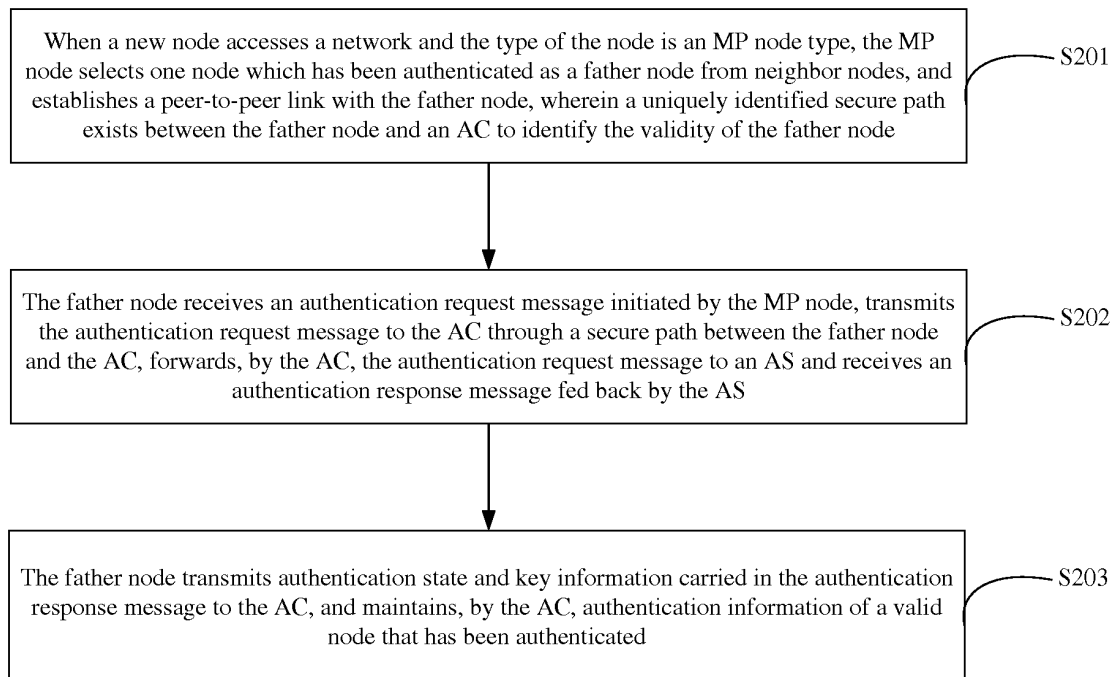 When a new node accesses a network and the type of the node is an MP node type, the MP
node selects one node which has been authenticated as a father node from neighbor nodes, and
establishes a peer-to-peer link with the father node, wherein a uniquely identified secure path
exists between the father node and an AC to identify the validity of the father node
S201
The father node receives an authentication request message initiated by the MP node, transmits
the authentication request message to the AC through a secure path between the father node
and the AC, forwards, by the AC, the authentication request message to an AS and receives an
authentication response message fed back by the AS
S202
The father node transmits authentication state and key information carried in the authentication
response message to the AC, and maintains, by the AC, authentication information of a valid
node that has been authenticated
S203